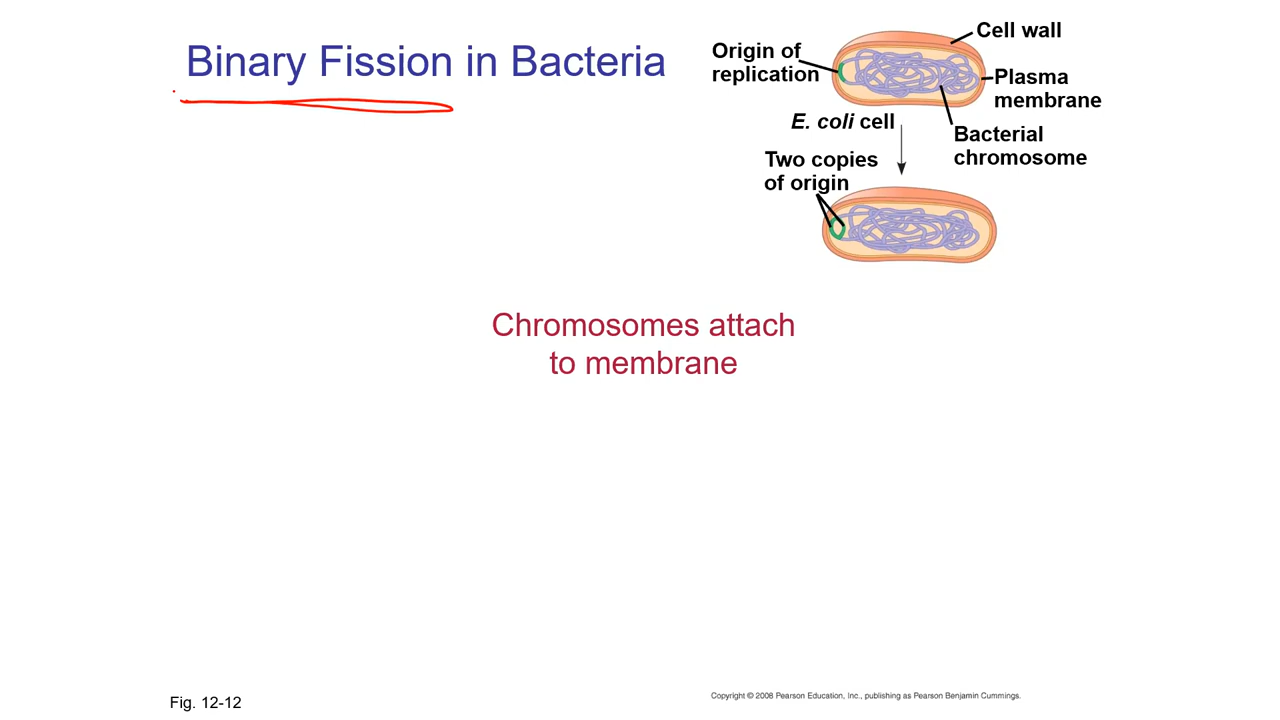 Binary Fission in Bacteria
Origin of
replication
Cell wall
Plasma
membrane
E. coli cell
Bacterial
chromosome
Two copies
of origin
Chromosomes attach
to membrane
Fig. 12-12
Copyright © 2008 Pearson Education, Inc., publishing as Pearson Benjamin Cummings.